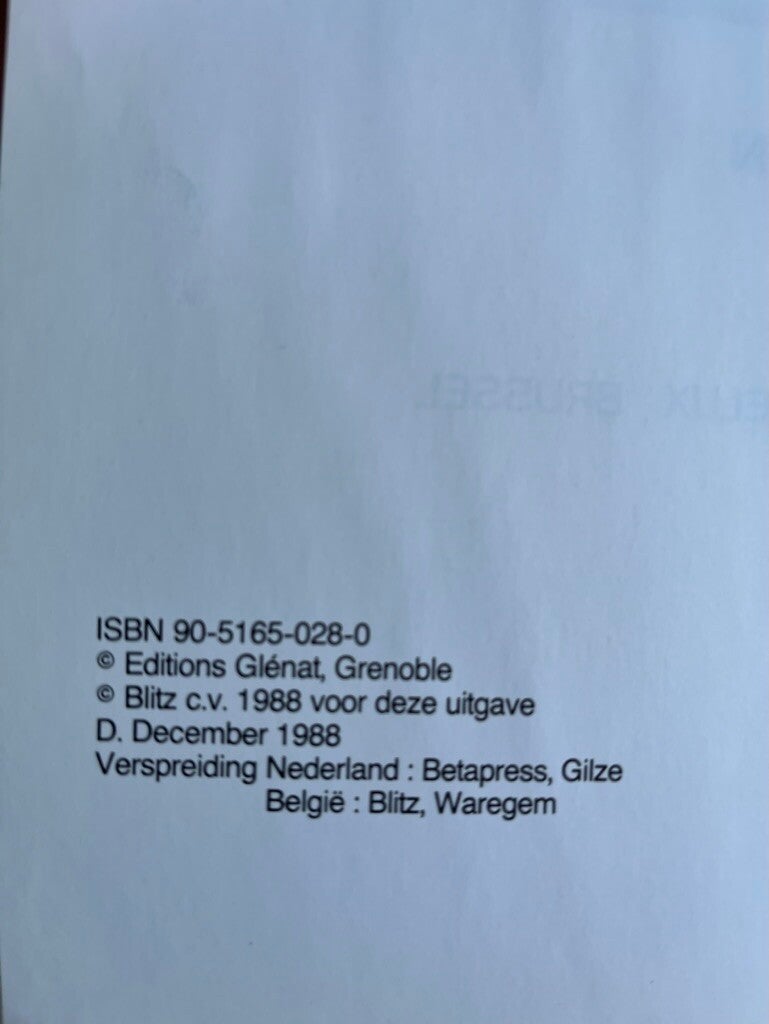 ISBN 90-5165-028-0
© Editions Glénat, Grenoble
© Blitz c.v. 1988 voor deze uitgave
D. December 1988
Verspreiding Nederland : Betapress, Gilze
België : Blitz, Waregem